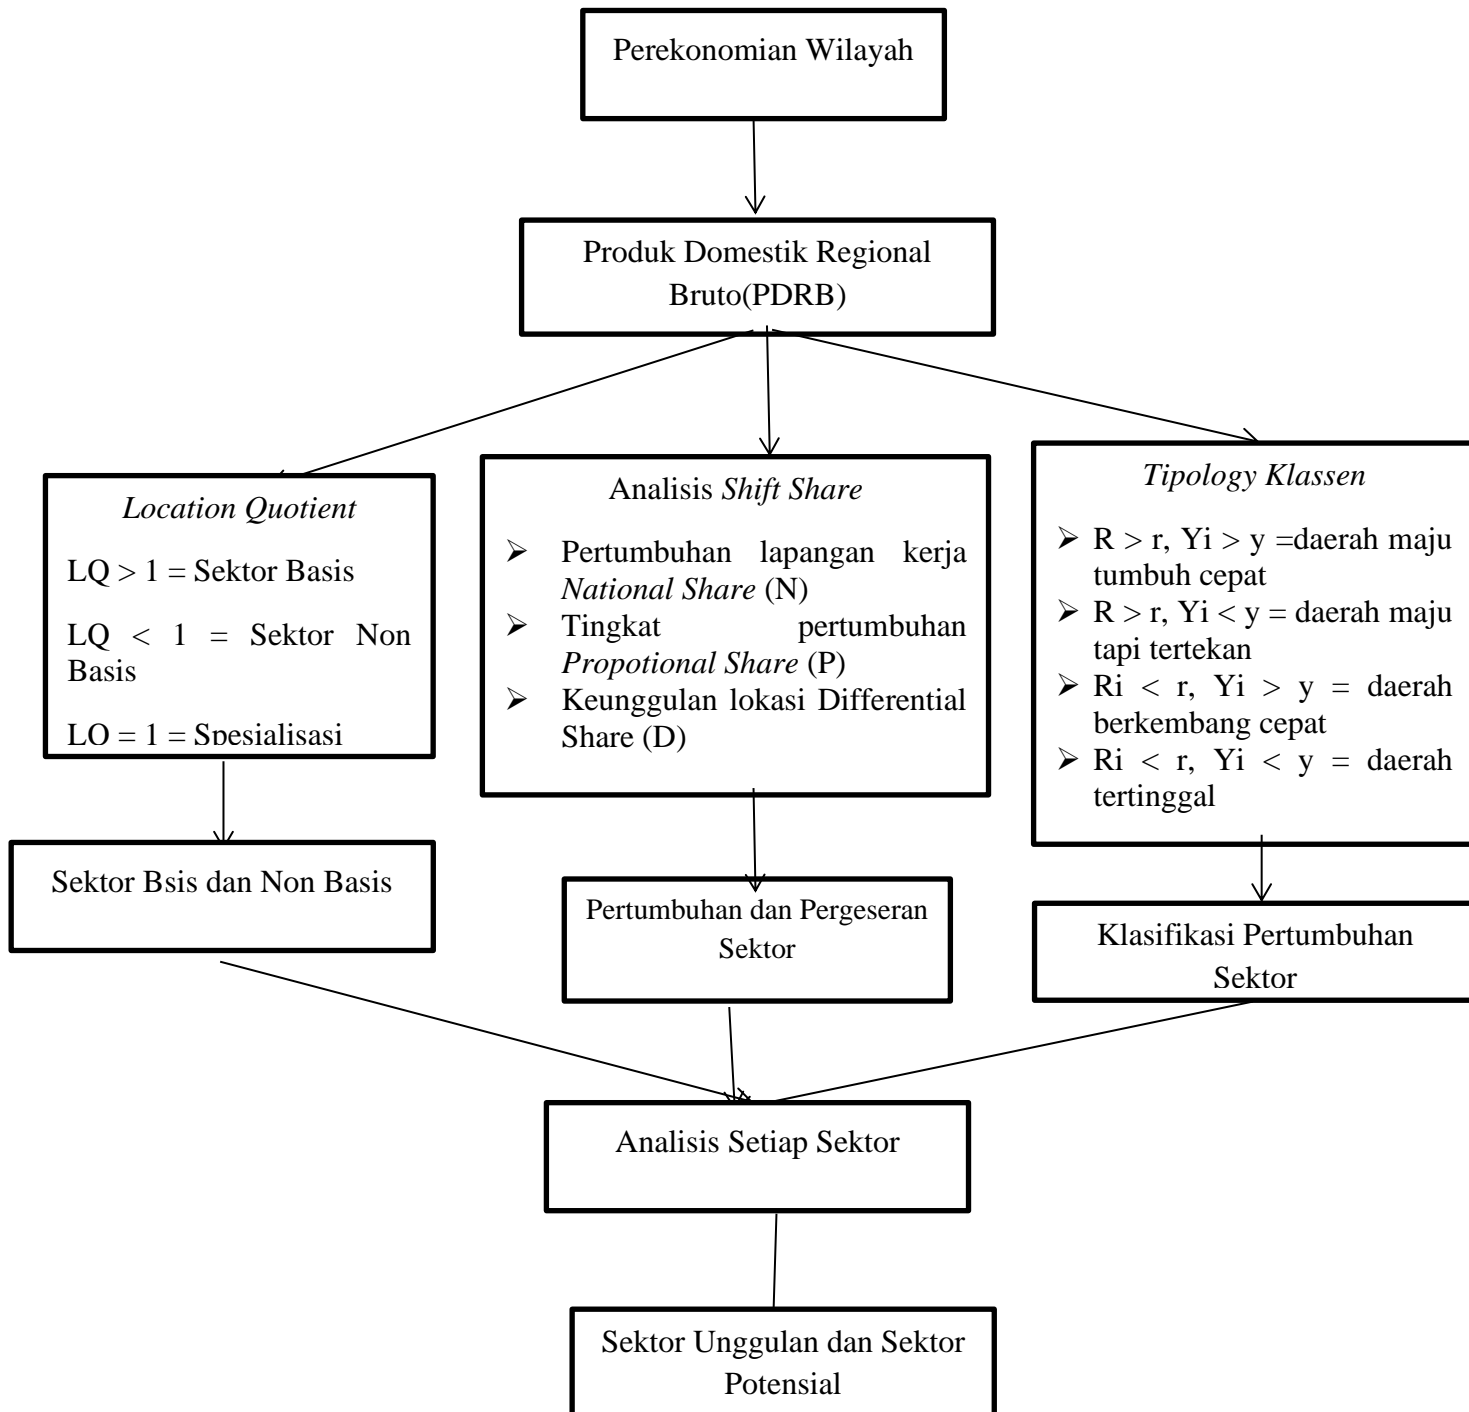 Perekonomian Wilayah
Produk Domestik Regional
Bruto(PDRB)
Location Quotient
LQ > 1 = Sektor Basis
LQ < 1 = Sektor Non
Basis
LQ = 1 = Spesialisasi
Analisis Shift Share
➢ Pertumbuhan lapangan kerja
National Share (N)
➢ Tingkat pertumbuhan
Propotional Share (P)
➢ Keunggulan lokasi Differential
Share (D)
Tipology Klassen
➢ R > r, Yi > y =daerah maju
tumbuh cepat
➢ R > r, Yi < y = daerah maju
tapi tertekan
➢ Ri < r, Yi > y = daerah
berkembang cepat
➢ Ri < r, Yi < y = daerah
tertinggal
Sektor Bsis dan Non Basis
Pertumbuhan dan Pergeseran
Sektor
Klasifikasi Pertumbuhan
Sektor
Analisis Setiap Sektor
Sektor Unggulan dan Sektor
Potensial